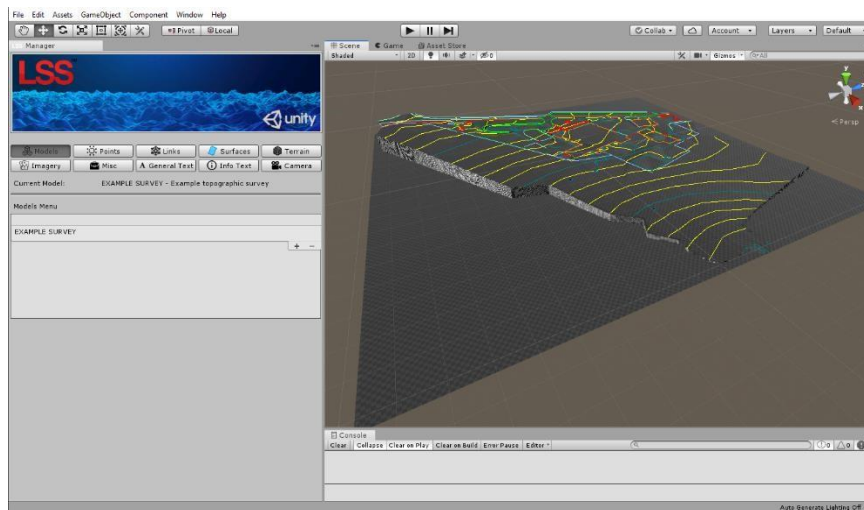 File Edit Assets GameObject Component Window Help
Pivot Local Collab Account Layers Default
Manager
Scene Game Asset Store
Shaded 2D Gizmos All
LSS
unity
y
x
Persp
Models Points Links Surfaces Terrain
Imagery Misc A General Text Info Text Camera
Current Model: EXAMPLE SURVEY - Example topographic survey
Models Menu
EXAMPLE SURVEY
+ −
Console
Clear Collapse Clear on Play Clear on Build Error Pause Editor 0 0
Auto Generate Lighting Off